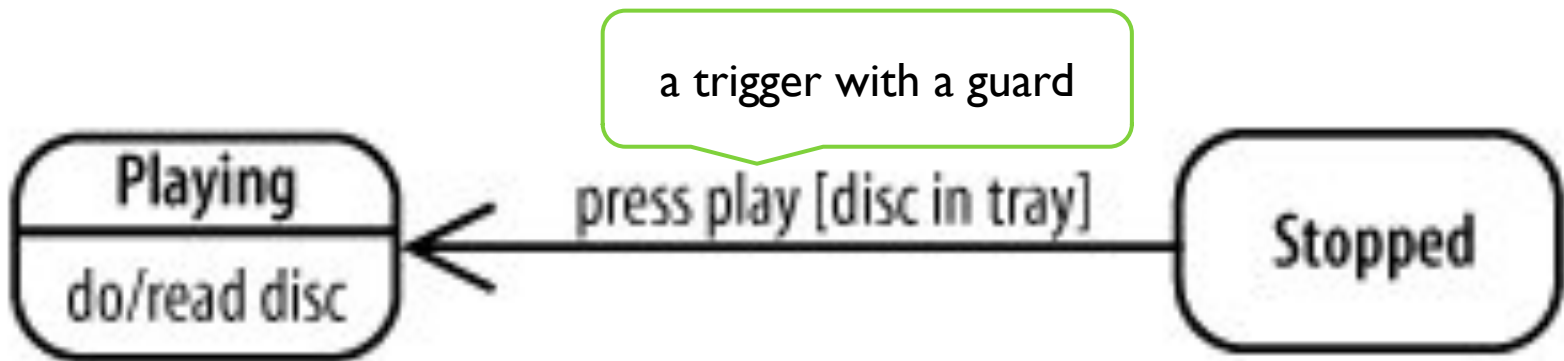 a trigger with a guard
Playing
do/read disc
press play [disc in tray]
Stopped